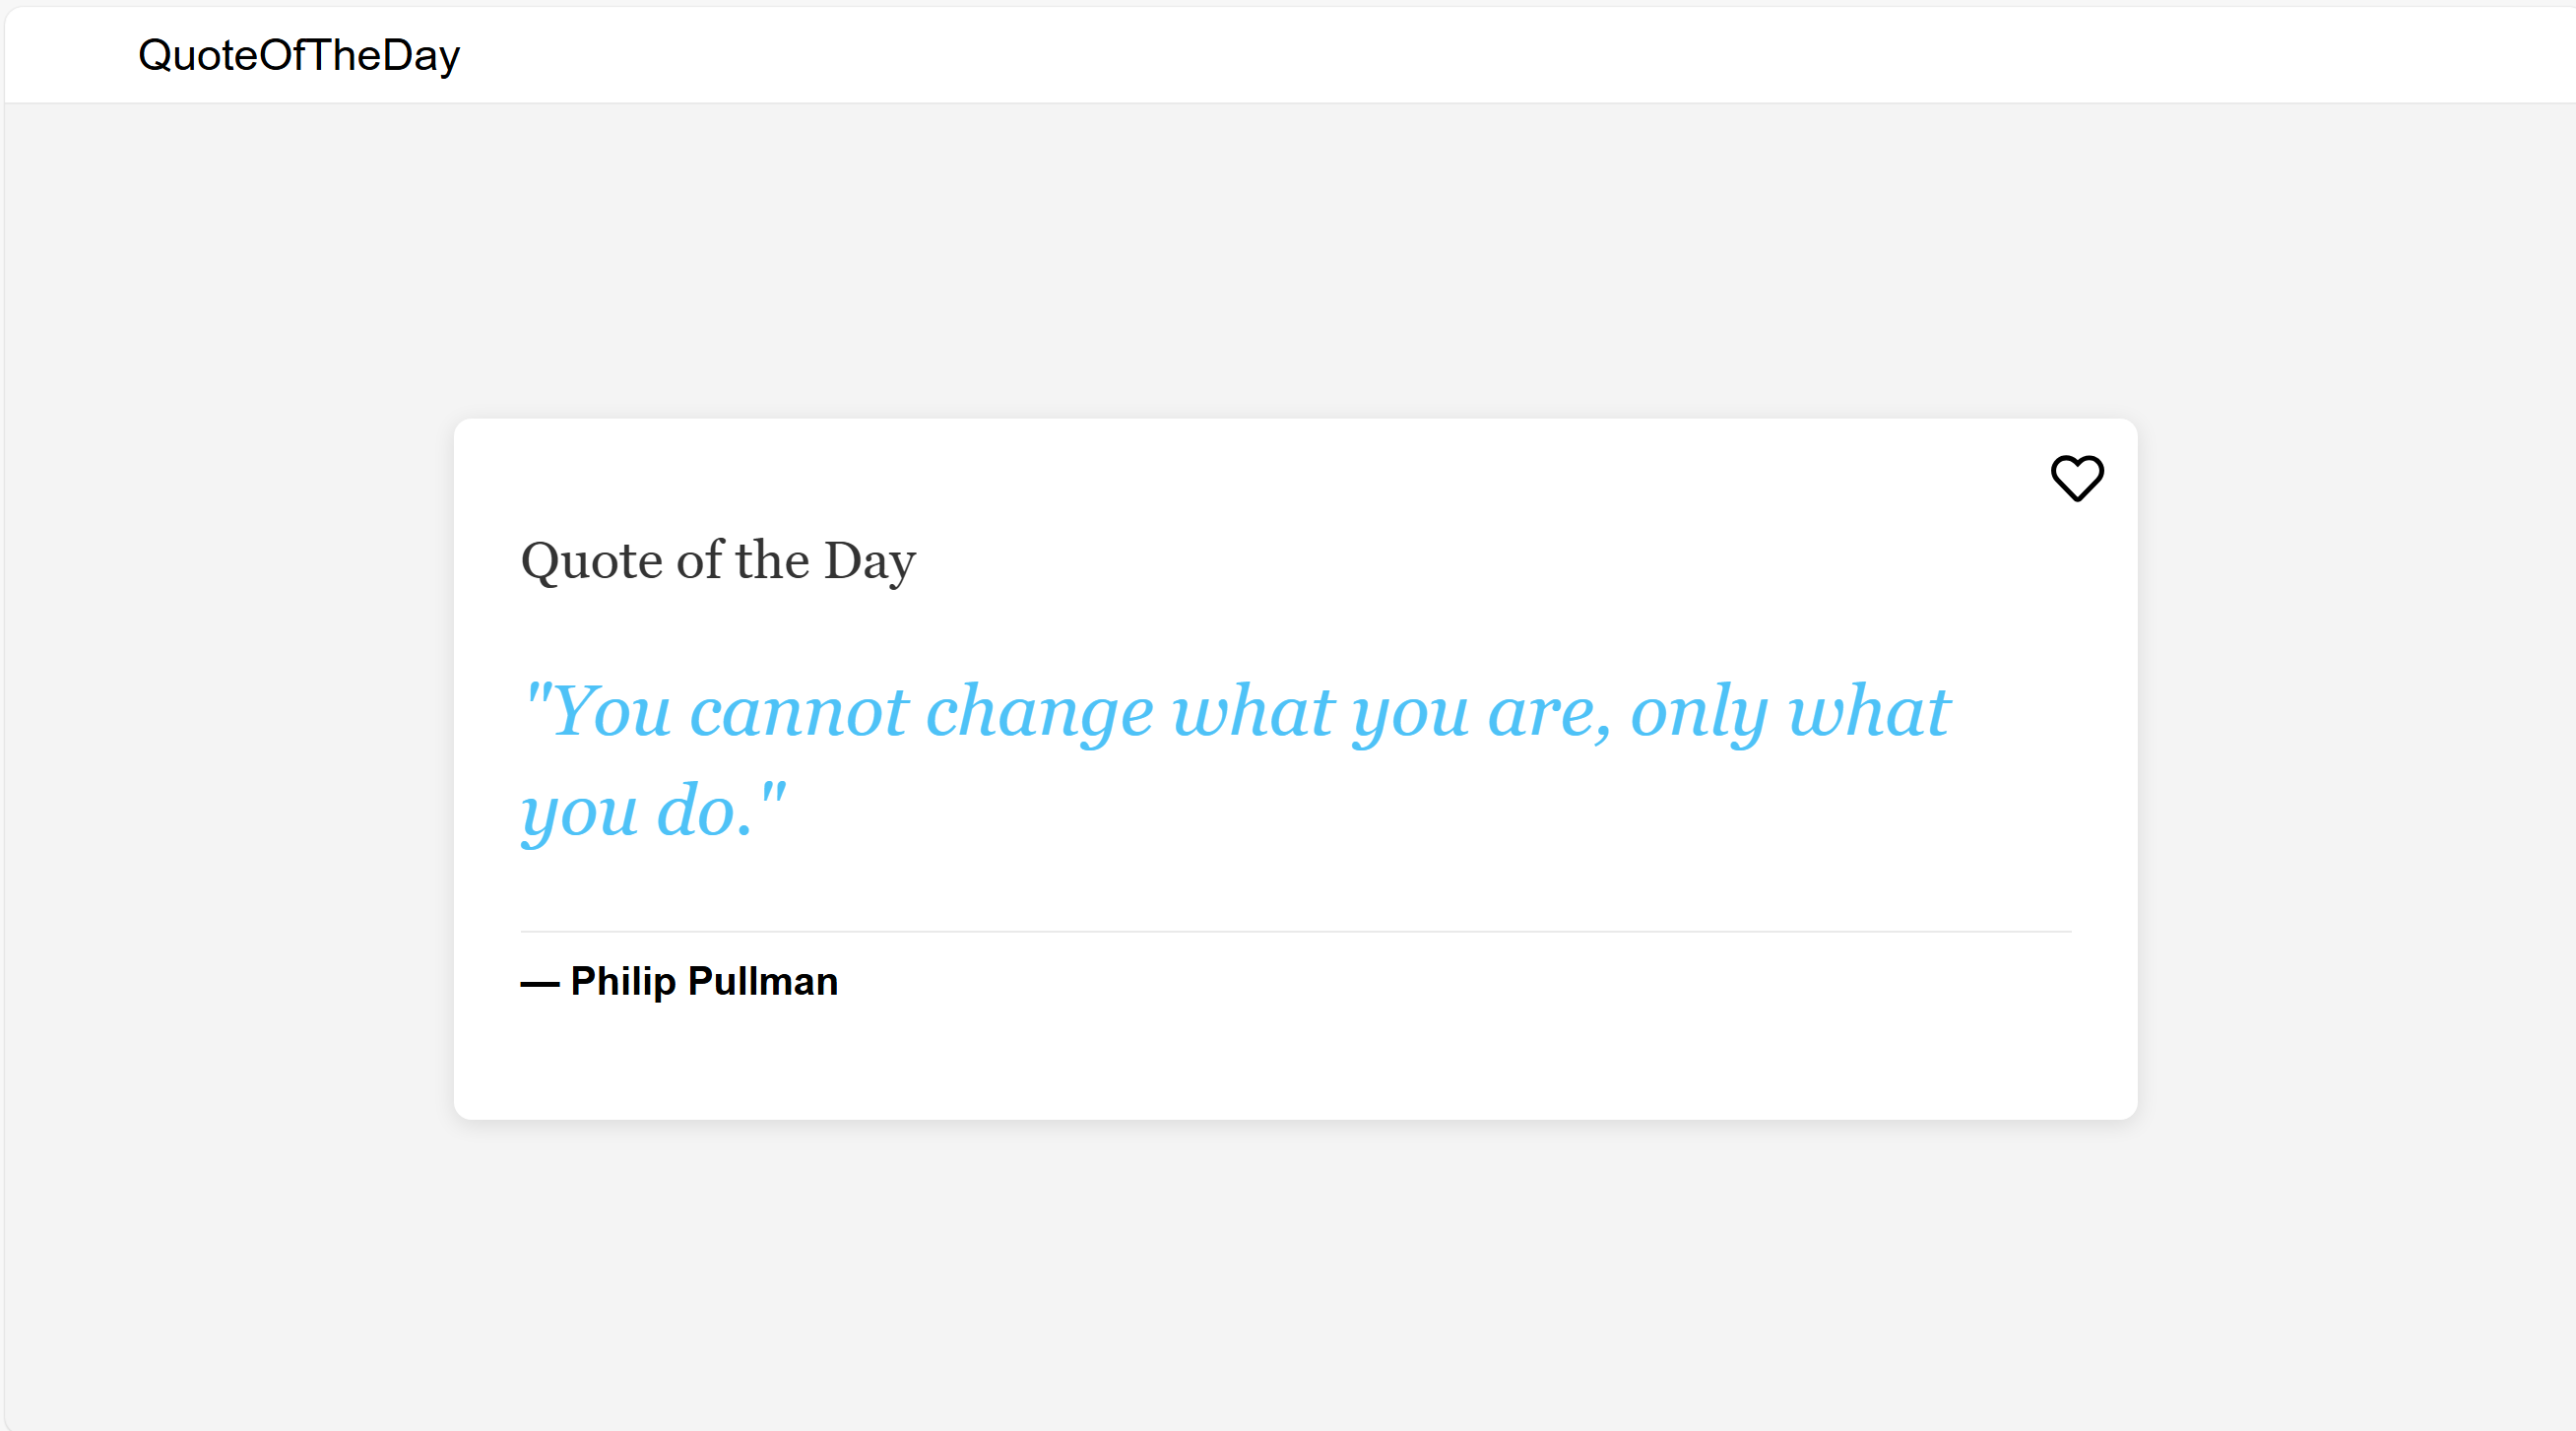 QuoteOfTheDay
Quote of the Day
"You cannot change what you are, only what
you do."
— Philip Pullman